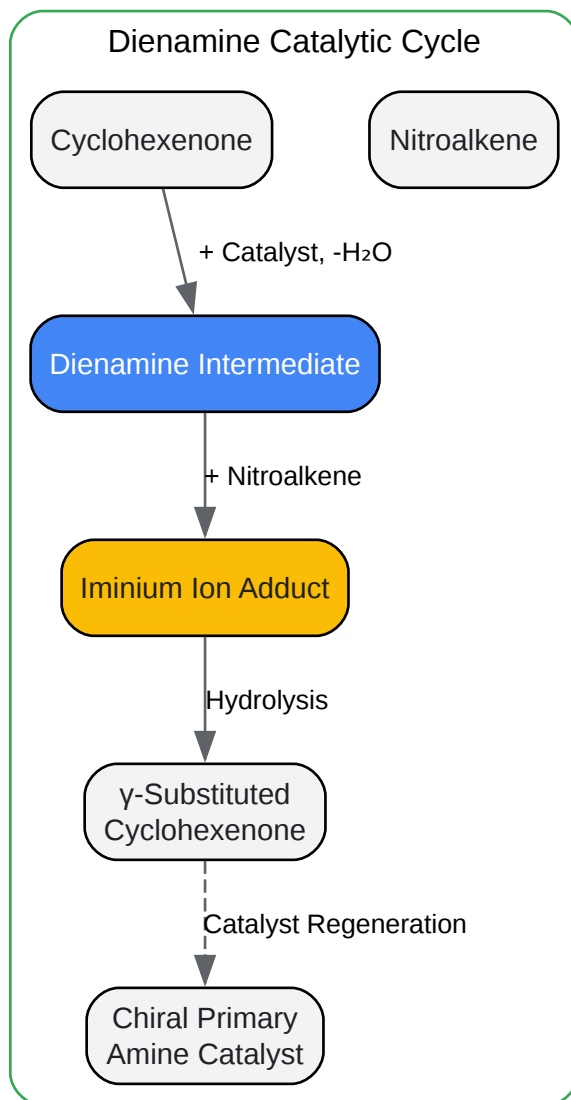 Dienamine Catalytic Cycle
Cyclohexenone
Nitroalkene
+ Catalyst, -H₂O
Dienamine Intermediate
+ Nitroalkene
Iminium Ion Adduct
Hydrolysis
γ-Substituted
Cyclohexenone
Catalyst Regeneration
Chiral Primary
Amine Catalyst